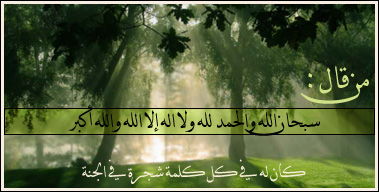 من قال :
سبحان الله والحمد لله ولا اله إلا الله والله أكبر
كان له في كل كلمة شجرة في الجنة